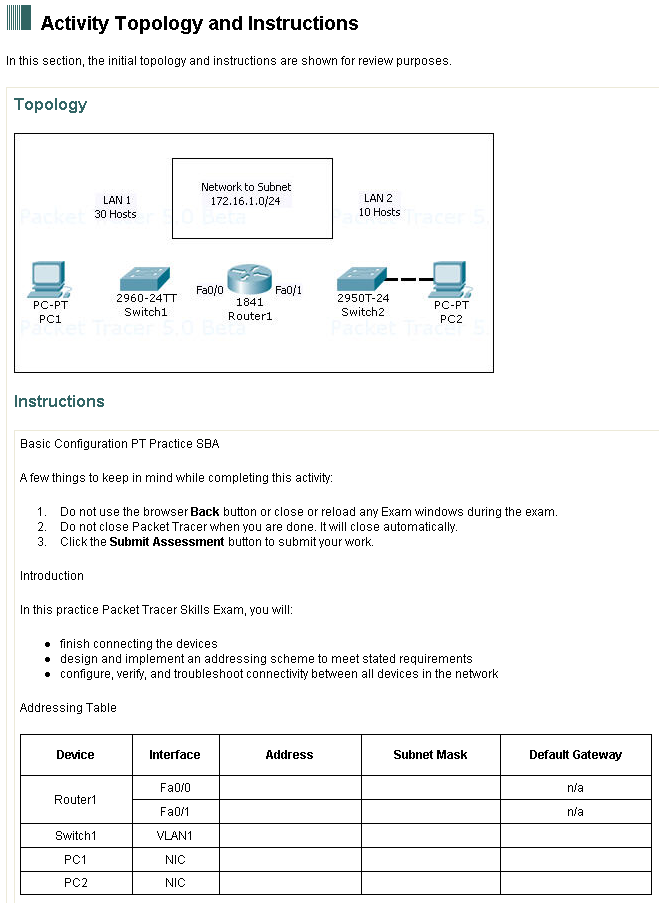 Activity Topology and Instructions
In this section, the initial topology and instructions are shown for review purposes.
Topology
Network to Subnet
172.16.1.0/24
LAN 1
30 Hosts
LAN 2
10 Hosts
Packet Tracer 5.0 Beta
Packet Tracer 5.
PC-PT
PC1
2960-24TT
Switch1
Fa0/0
1841
Router1
Fa0/1
2950T-24
Switch2
PC-PT
PC2
Packet Tracer 5.0 Beta
Packet Tracer 5.
Instructions
Basic Configuration PT Practice SBA
A few things to keep in mind while completing this activity:
1. Do not use the browser Back button or close or reload any Exam windows during the exam.
2. Do not close Packet Tracer when you are done. It will close automatically.
3. Click the Submit Assessment button to submit your work.
Introduction
In this practice Packet Tracer Skills Exam, you will:
• finish connecting the devices
• design and implement an addressing scheme to meet stated requirements
• configure, verify, and troubleshoot connectivity between all devices in the network
Addressing Table
Device Interface Address Subnet Mask Default Gateway
Router1 Fa0/0 n/a
Fa0/1 n/a
Switch1 VLAN1
PC1 NIC
PC2 NIC